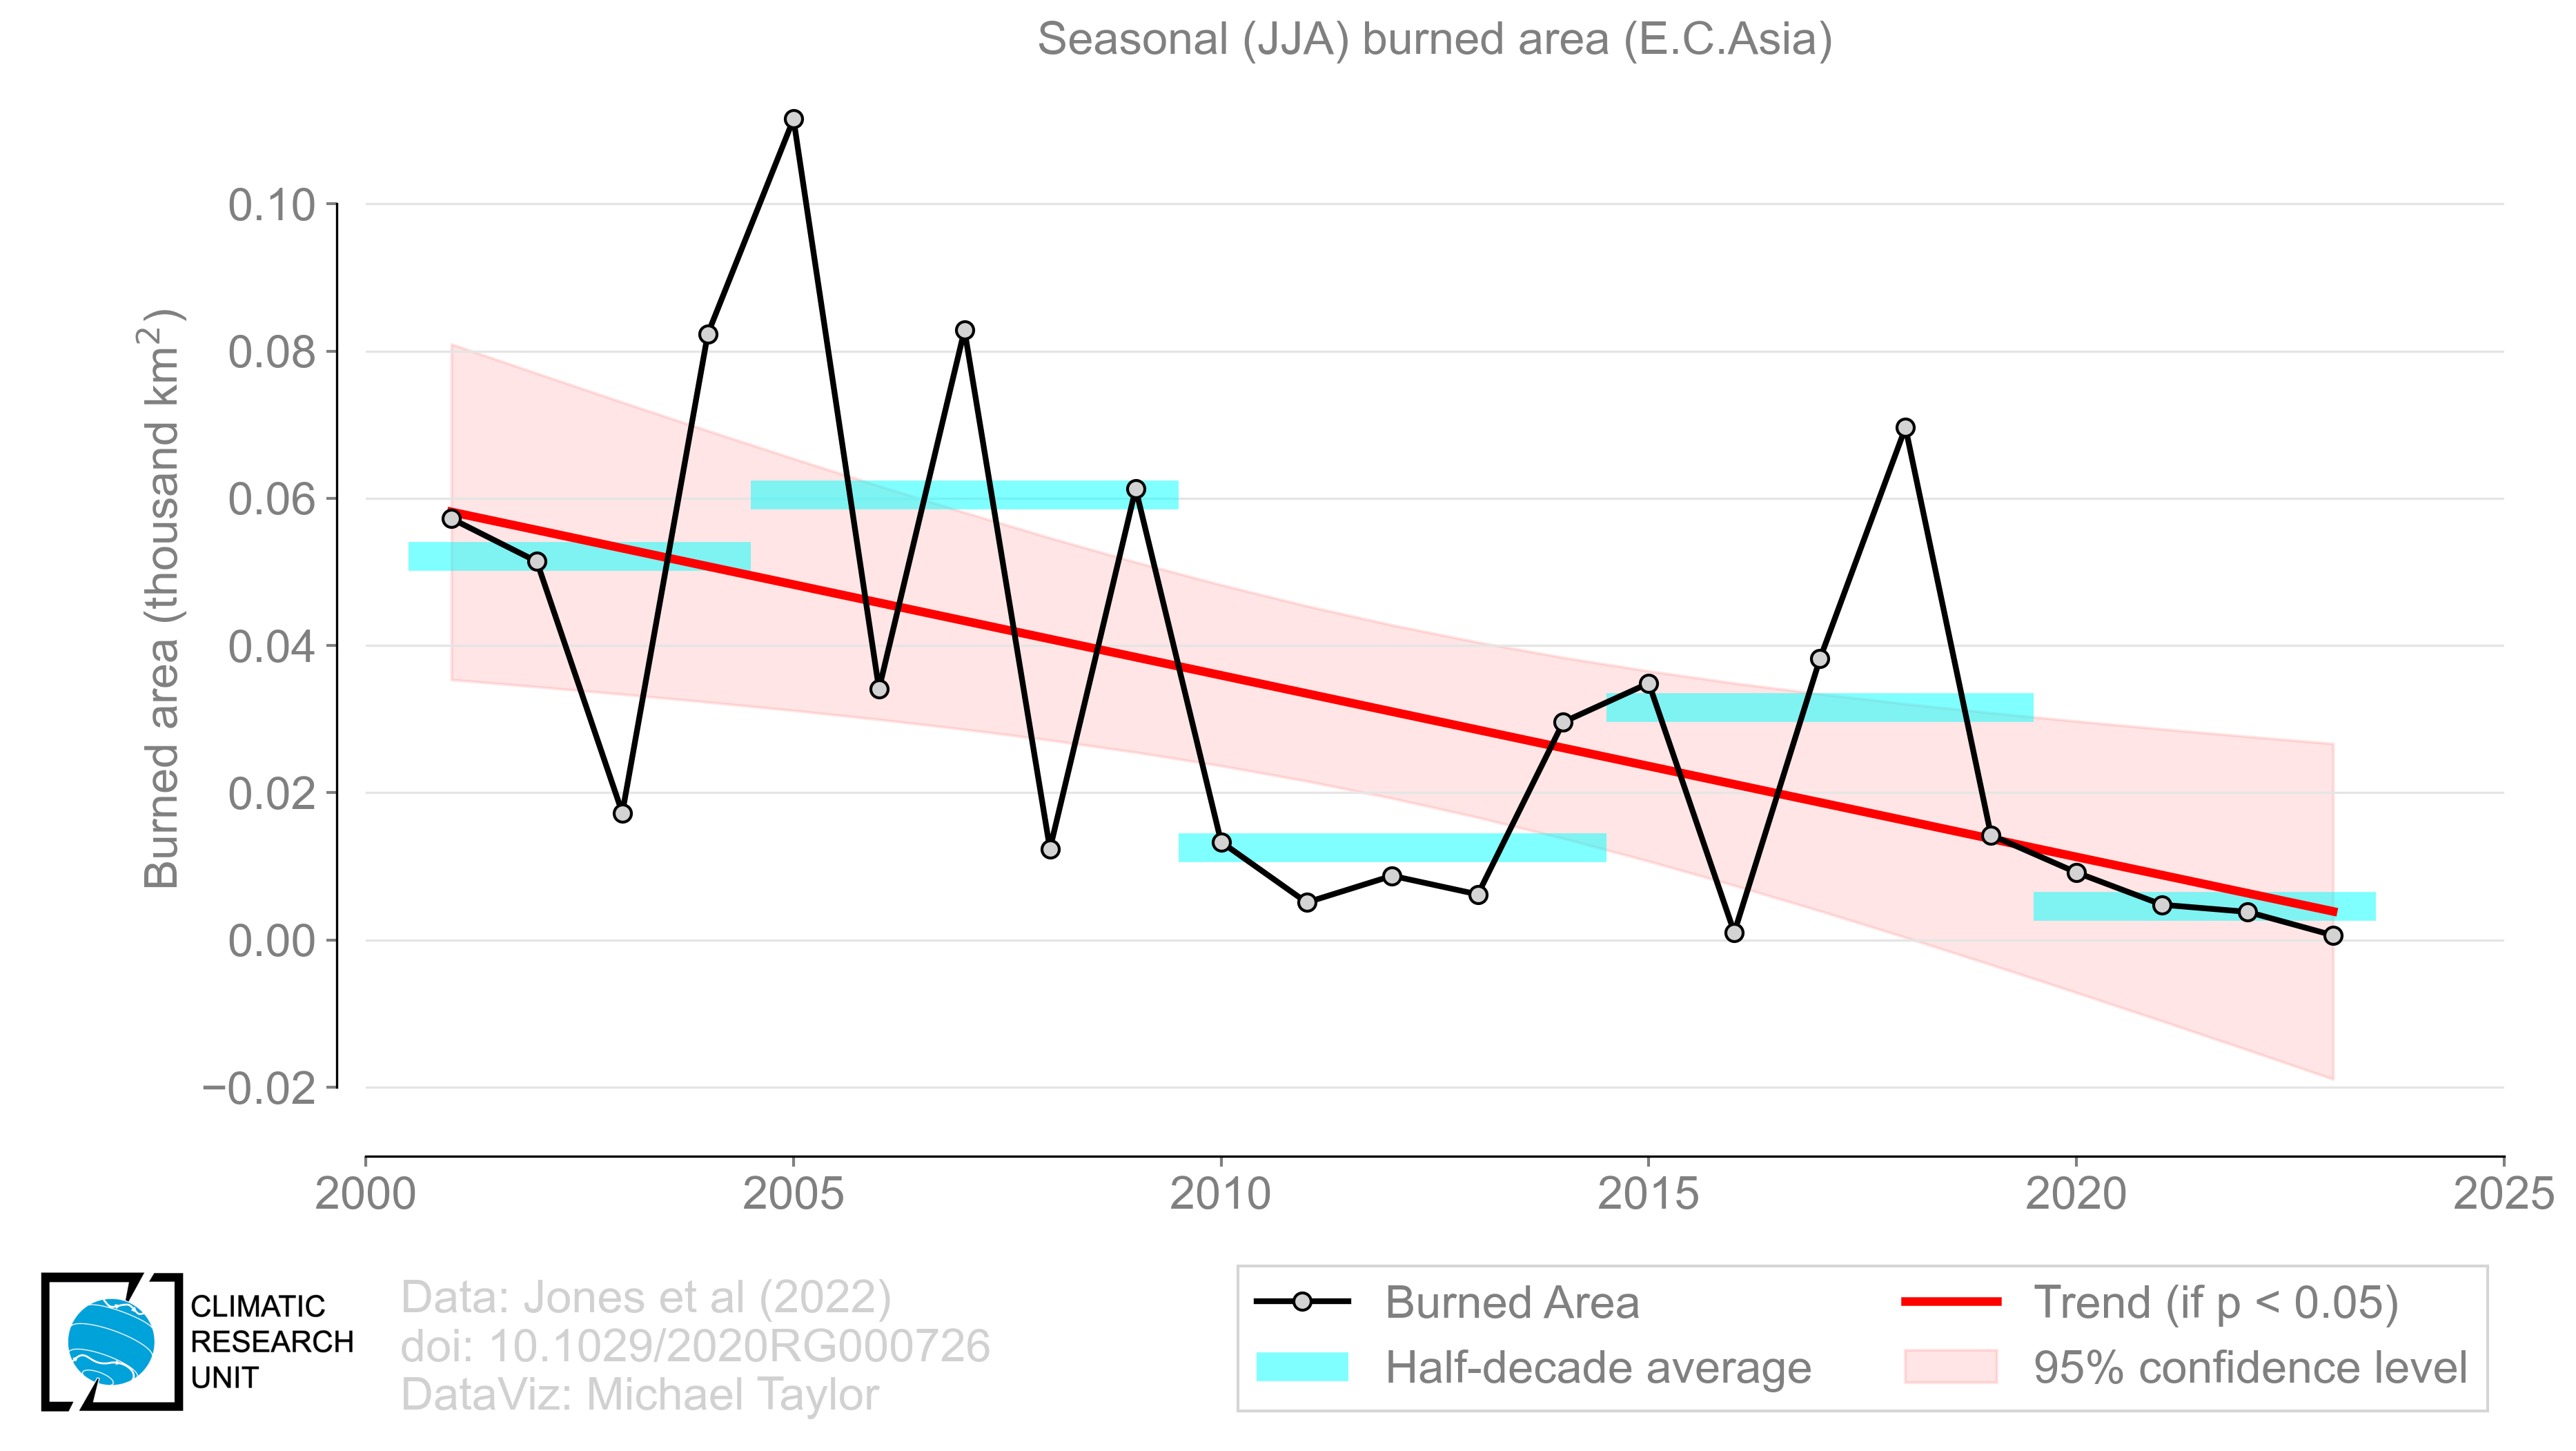 Seasonal (JJA) burned area (E.C.Asia)
Burned area (thousand km²)
0.10
0.08
0.06
0.04
0.02
0.00
−0.02
2000 2005 2010 2015 2020 2025
CLIMATIC
RESEARCH
UNIT
Data: Jones et al (2022)
doi: 10.1029/2020RG000726
DataViz: Michael Taylor
Burned Area
Half-decade average
Trend (if p < 0.05)
95% confidence level